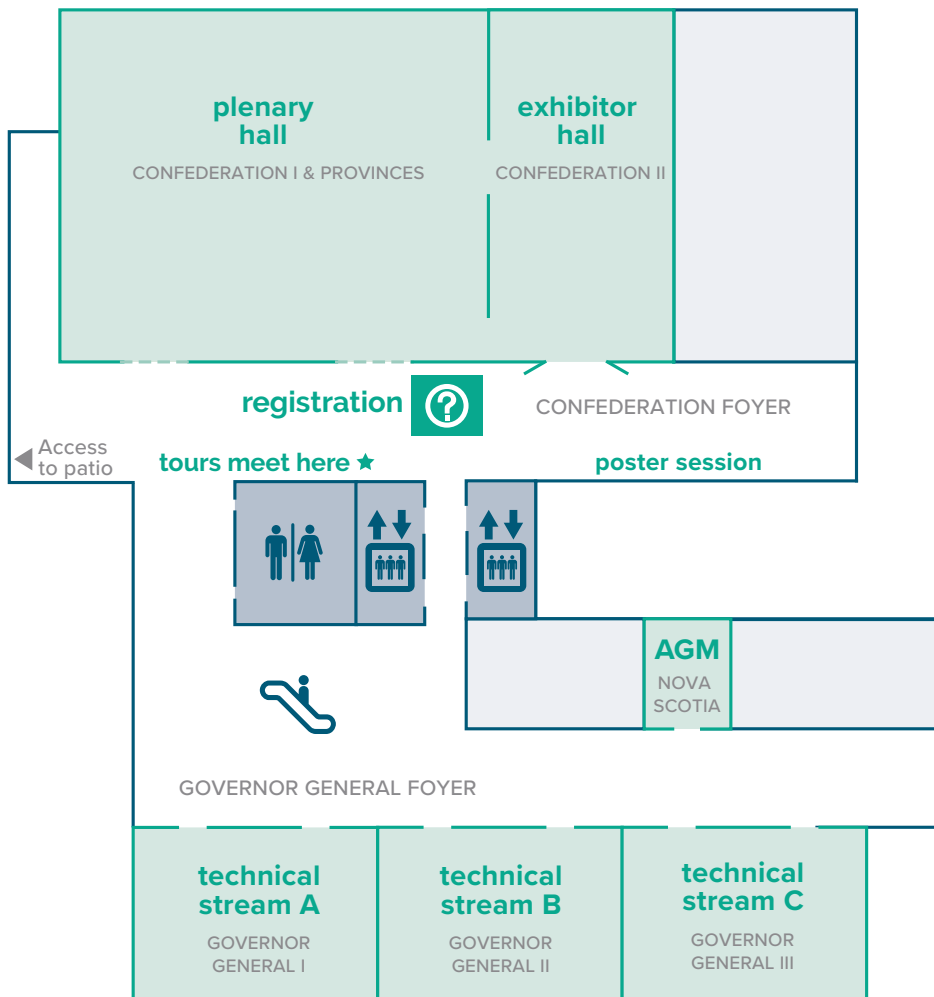 plenary
hall
CONFEDERATION I & PROVINCES
exhibitor
hall
CONFEDERATION II
registration
?
CONFEDERATION FOYER
Access
to patio
tours meet here
poster session
AGM
NOVA
SCOTIA
GOVERNOR GENERAL FOYER
technical
stream A
GOVERNOR
GENERAL I
technical
stream B
GOVERNOR
GENERAL II
technical
stream C
GOVERNOR
GENERAL III